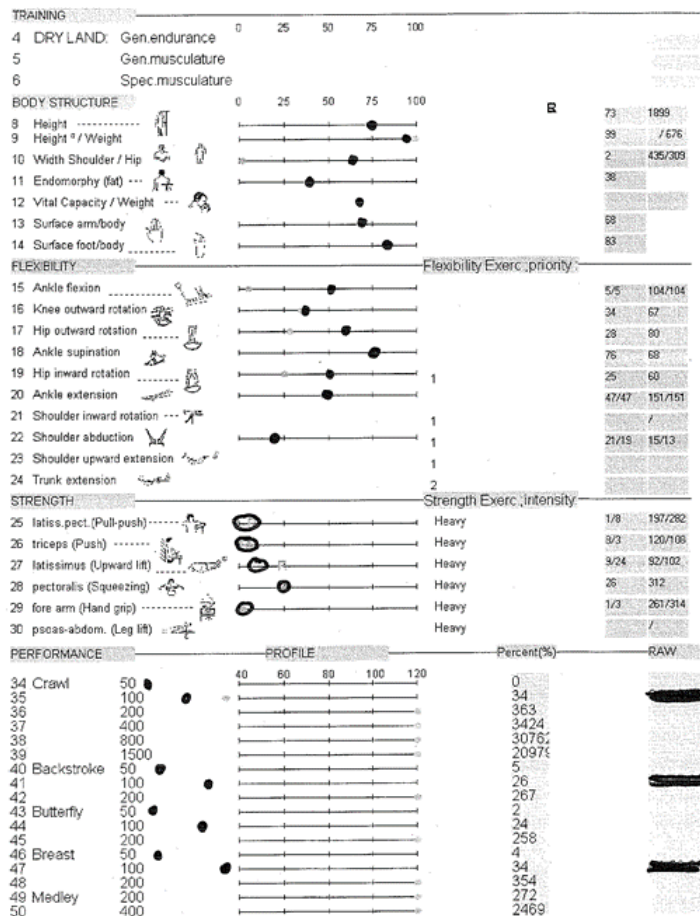 TRAINING
0 25 50 75 100
4 DRY LAND: Gen.endurance
5 Gen.musculature
6 Spec.musculature
BODY STRUCTURE 0 25 50 75 100
8 Height 73 1899
9 Height ³ / Weight 99 / 676
10 Width Shoulder / Hip 2 435/309
11 Endomorphy (fat) 38
12 Vital Capacity / Weight
13 Surface arm/body 68
14 Surface foot/body 83
FLEXIBILITY Flexibility Exerc.;priority
15 Ankle flexion 5/5 104/104
16 Knee outward rotation 34 67
17 Hip outward rotation 28 80
18 Ankle supination 76 68
19 Hip inward rotation 1 25 60
20 Ankle extension 47/47 151/151
21 Shoulder inward rotation 1 /
22 Shoulder abduction 1 21/19 15/13
23 Shoulder upward extension 1
24 Trunk extension 2
STRENGTH Strength Exerc.;intensity
25 latiss.pect.(Pull-push) Heavy 1/8 197/282
26 triceps (Push) Heavy 8/3 120/108
27 latissimus (Upward lift) Heavy 9/24 92/102
28 pectoralis (Squeezing) Heavy 26 312
29 fore arm (Hand grip) Heavy 1/3 261/314
30 psoas-abdom. (Leg lift) Heavy /
PERFORMANCE PROFILE Percent(%) RAW
40 60 80 100 120
34 Crawl 50 0
35 100 34
36 200 363
37 400 3424
38 800 30762
39 1500 20979
40 Backstroke 50 5
41 100 26
42 200 267
43 Butterfly 50 2
44 100 24
45 200 258
46 Breast 50 4
47 100 34
48 200 354
49 Medley 200 272
50 400 2469